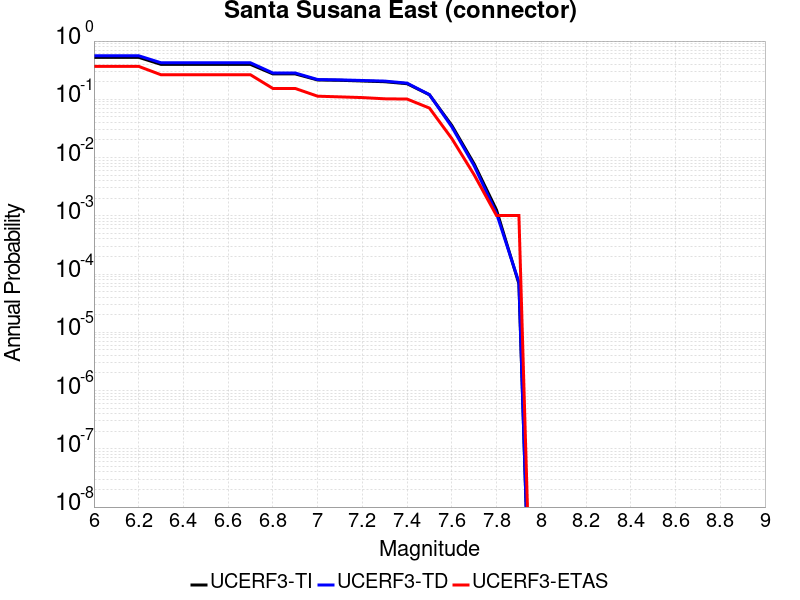 Santa Susana East (connector)
10^0
10^-1
10^-2
10^-3
10^-4
10^-5
10^-6
10^-7
10^-8
Annual Probability
6 6.2 6.4 6.6 6.8 7 7.2 7.4 7.6 7.8 8 8.2 8.4 8.6 8.8 9
Magnitude
UCERF3-TI UCERF3-TD UCERF3-ETAS